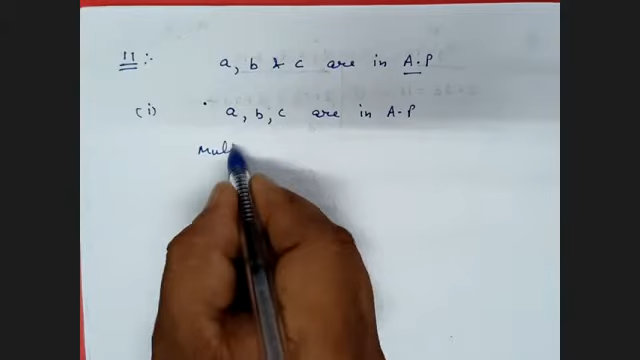 11 :-  a, b & c are in A.P
(i)  a, b, c are in A-P
Mul